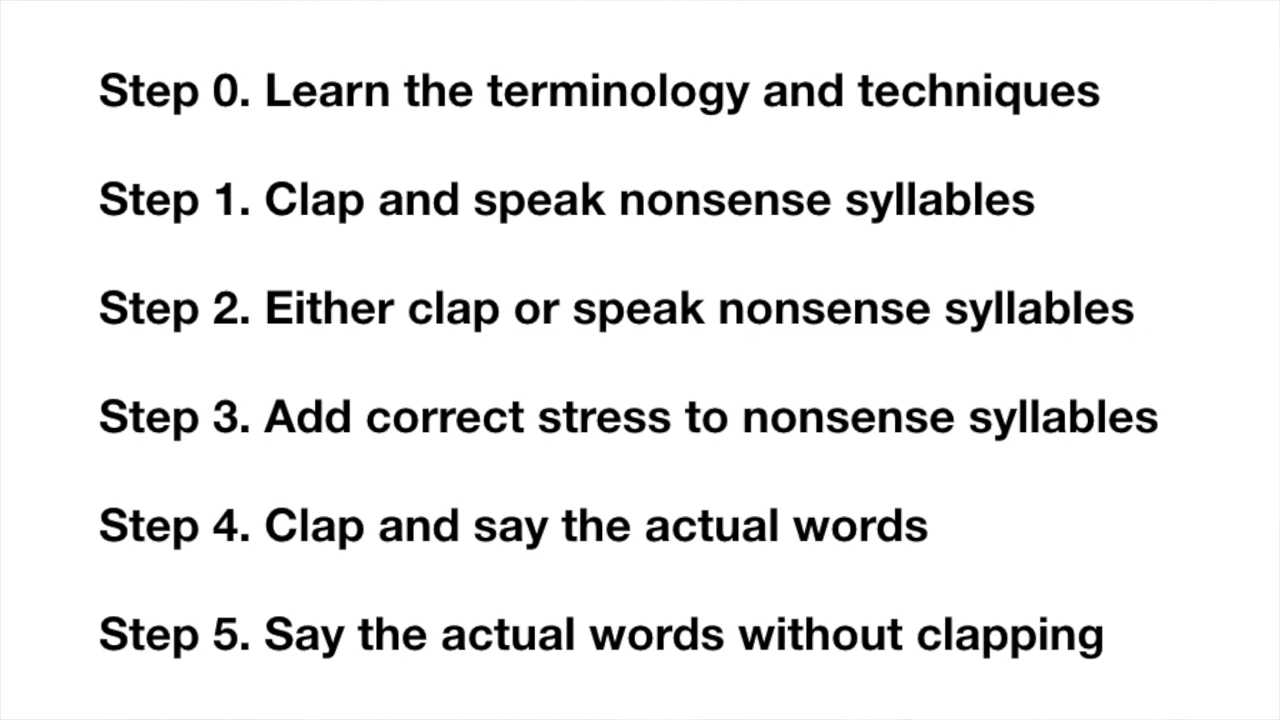 Step 0. Learn the terminology and techniques
Step 1. Clap and speak nonsense syllables
Step 2. Either clap or speak nonsense syllables
Step 3. Add correct stress to nonsense syllables
Step 4. Clap and say the actual words
Step 5. Say the actual words without clapping